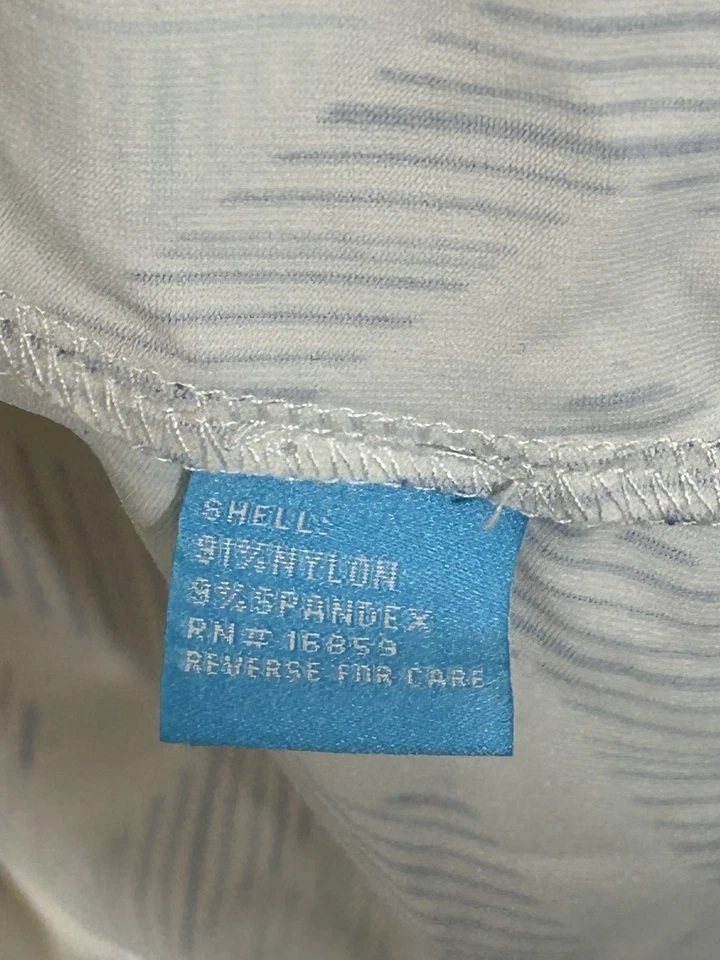 SHELL:
91%NYLON
9%SPANDEX
RN# 16859
REVERSE FOR CARE